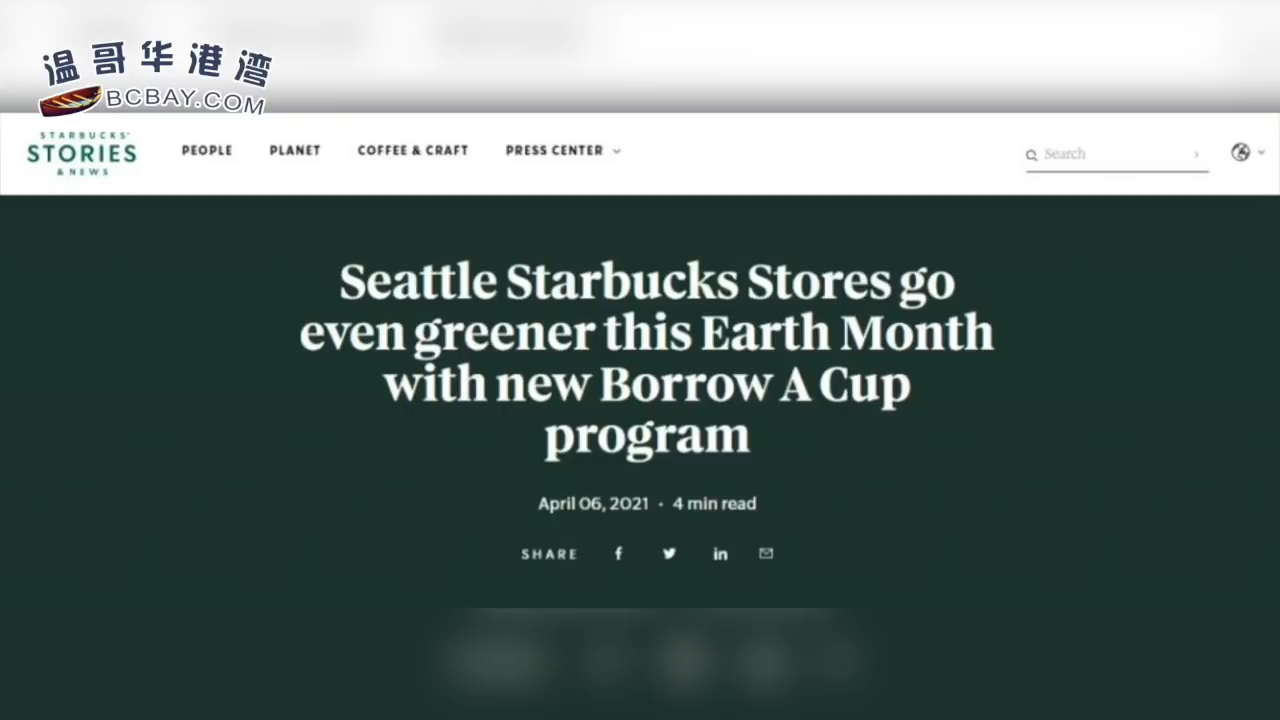 温哥华港湾
BCBAY.COM
STARBUCKS®
STORIES
& NEWS
PEOPLE PLANET COFFEE & CRAFT PRESS CENTER
Search
Seattle Starbucks Stores go
even greener this Earth Month
with new Borrow A Cup
program
April 06, 2021 · 4 min read
SHARE